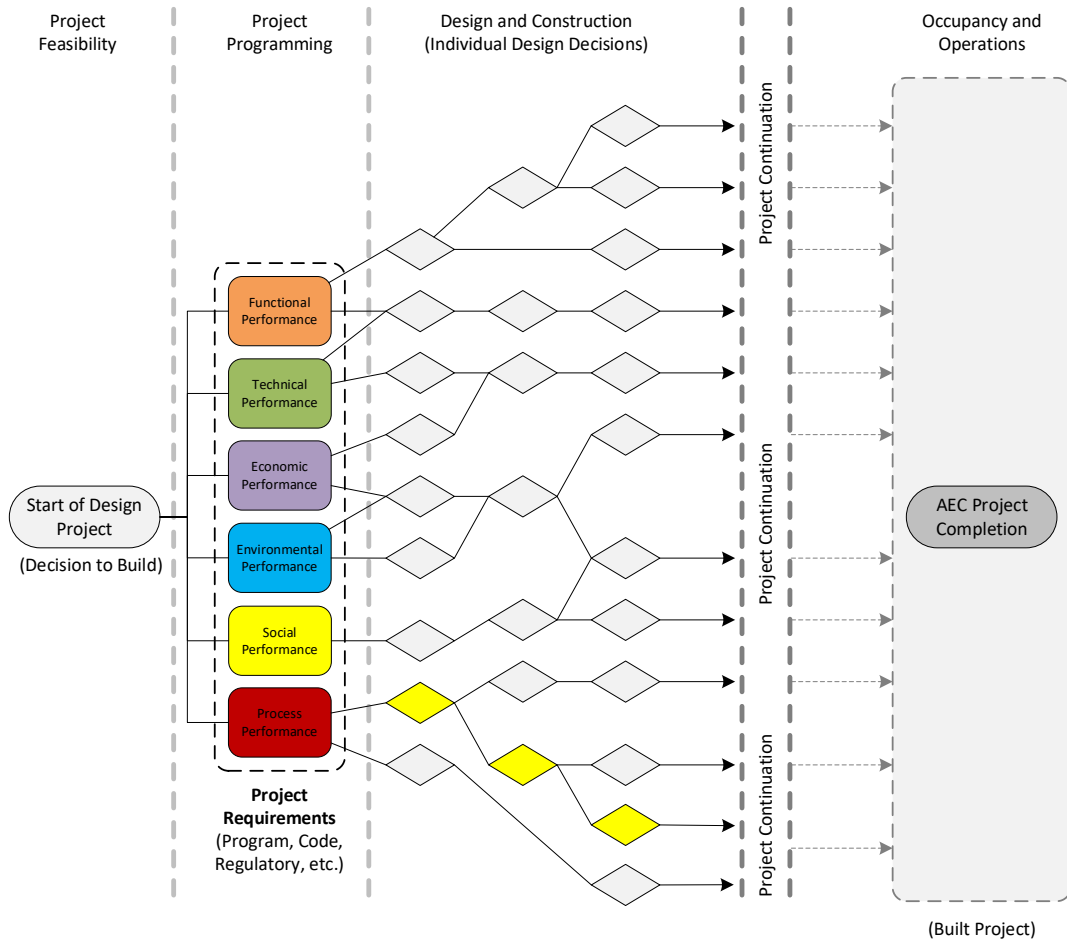 Project
Feasibility
Project
Programming
Design and Construction
(Individual Design Decisions)
Occupancy and
Operations
Project Continuation
Functional
Performance
Technical
Performance
Economic
Performance
Project Continuation
Start of Design
Project
(Decision to Build)
AEC Project
Completion
Environmental
Performance
Social
Performance
Process
Performance
Project Continuation
Project
Requirements
(Program, Code,
Regulatory, etc.)
(Built Project)